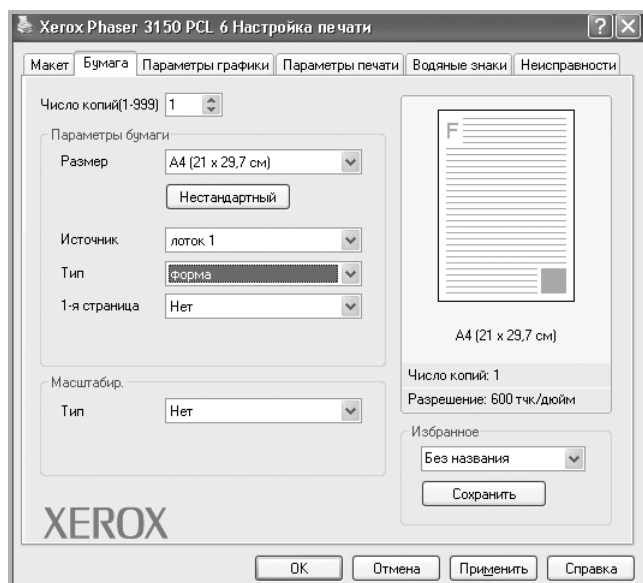 Xerox Phaser 3150 PCL 6 Настройка печати
Макет Бумага Параметры графики Параметры печати Водяные знаки Неисправности
Число копий(1-999) 1
Параметры бумаги
Размер A4 (21 x 29,7 см)
Нестандартный
Источник лоток 1
Тип форма
1-я страница Нет
Масштабир.
Тип Нет
XEROX
F
A4 (21 x 29,7 см)
Число копий: 1
Разрешение: 600 тчк/дюйм
Избранное
Без названия
Сохранить
OK Отмена Применить Справка